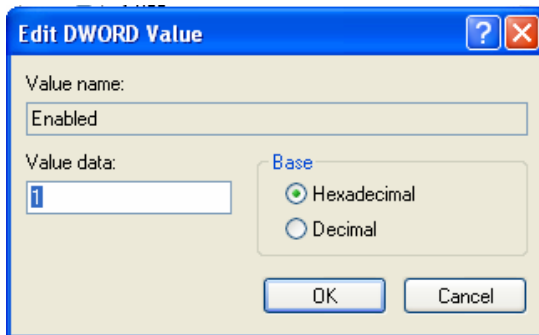 Edit DWORD Value
?
Value name:
Enabled
Value data:
1
Base
Hexadecimal
Decimal
OK
Cancel